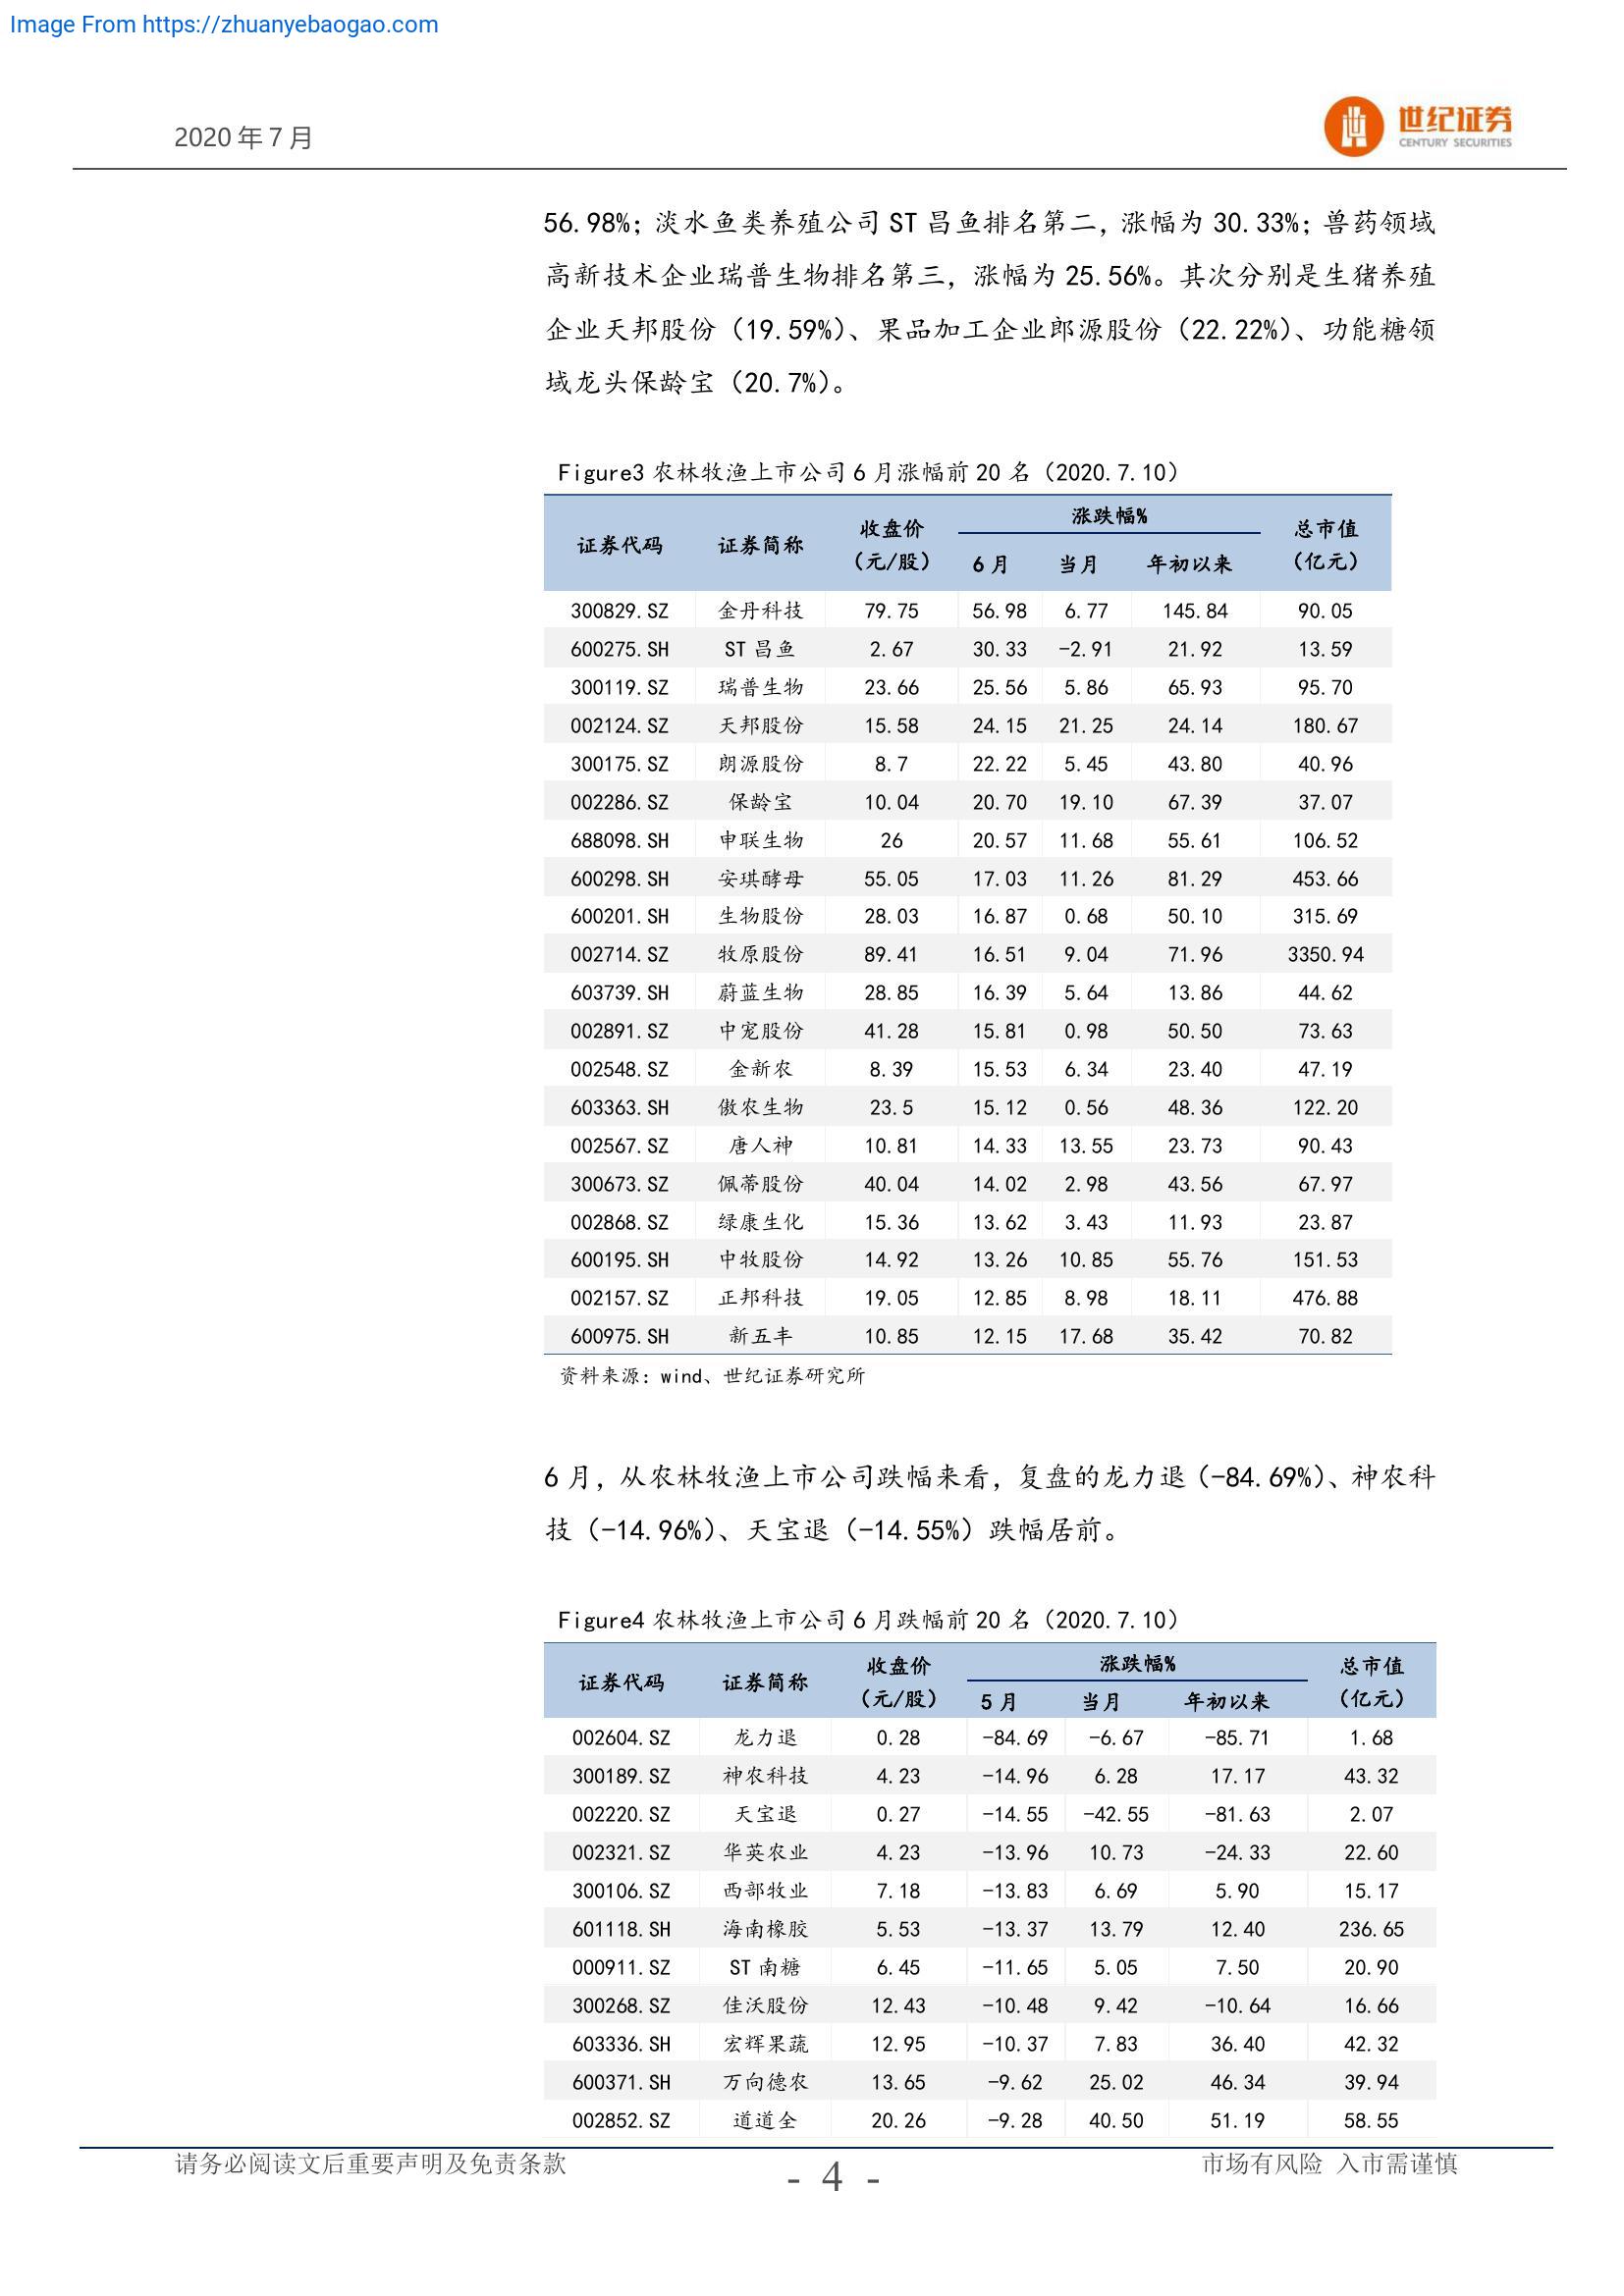 Image From https://zhuanyebaogao.com
2020 年 7 月
世纪证券
CENTURY SECURITIES
56.98%；淡水鱼类养殖公司 ST 昌鱼排名第二，涨幅为 30.33%；兽药领域
高新技术企业瑞普生物排名第三，涨幅为 25.56%。其次分别是生猪养殖
企业天邦股份（19.59%）、果品加工企业郎源股份（22.22%）、功能糖领
域龙头保龄宝（20.7%）。
Figure3 农林牧渔上市公司 6 月涨幅前 20 名（2020.7.10）
证券代码 证券简称 收盘价（元/股） 涨跌幅% 总市值（亿元）
6 月 当月 年初以来
300829.SZ 金丹科技 79.75 56.98 6.77 145.84 90.05
600275.SH ST 昌鱼 2.67 30.33 -2.91 21.92 13.59
300119.SZ 瑞普生物 23.66 25.56 5.86 65.93 95.70
002124.SZ 天邦股份 15.58 24.15 21.25 24.14 180.67
300175.SZ 朗源股份 8.7 22.22 5.45 43.80 40.96
002286.SZ 保龄宝 10.04 20.70 19.10 67.39 37.07
688098.SH 申联生物 26 20.57 11.68 55.61 106.52
600298.SH 安琪酵母 55.05 17.03 11.26 81.29 453.66
600201.SH 生物股份 28.03 16.87 0.68 50.10 315.69
002714.SZ 牧原股份 89.41 16.51 9.04 71.96 3350.94
603739.SH 蔚蓝生物 28.85 16.39 5.64 13.86 44.62
002891.SZ 中宠股份 41.28 15.81 0.98 50.50 73.63
002548.SZ 金新农 8.39 15.53 6.34 23.40 47.19
603363.SH 傲农生物 23.5 15.12 0.56 48.36 122.20
002567.SZ 唐人神 10.81 14.33 13.55 23.73 90.43
300673.SZ 佩蒂股份 40.04 14.02 2.98 43.56 67.97
002868.SZ 绿康生化 15.36 13.62 3.43 11.93 23.87
600195.SH 中牧股份 14.92 13.26 10.85 55.76 151.53
002157.SZ 正邦科技 19.05 12.85 8.98 18.11 476.88
600975.SH 新五丰 10.85 12.15 17.68 35.42 70.82
资料来源：wind、世纪证券研究所
6 月，从农林牧渔上市公司跌幅来看，复盘的龙力退（-84.69%）、神农科
技（-14.96%）、天宝退（-14.55%）跌幅居前。
Figure4 农林牧渔上市公司 6 月跌幅前 20 名（2020.7.10）
证券代码 证券简称 收盘价（元/股） 涨跌幅% 总市值（亿元）
5 月 当月 年初以来
002604.SZ 龙力退 0.28 -84.69 -6.67 -85.71 1.68
300189.SZ 神农科技 4.23 -14.96 6.28 17.17 43.32
002220.SZ 天宝退 0.27 -14.55 -42.55 -81.63 2.07
002321.SZ 华英农业 4.23 -13.96 10.73 -24.33 22.60
300106.SZ 西部牧业 7.18 -13.83 6.69 5.90 15.17
601118.SH 海南橡胶 5.53 -13.37 13.79 12.40 236.65
000911.SZ ST 南糖 6.45 -11.65 5.05 7.50 20.90
300268.SZ 佳沃股份 12.43 -10.48 9.42 -10.64 16.66
603336.SH 宏辉果蔬 12.95 -10.37 7.83 36.40 42.32
600371.SH 万向德农 13.65 -9.62 25.02 46.34 39.94
002852.SZ 道道全 20.26 -9.28 40.50 51.19 58.55
请务必阅读文后重要声明及免责条款
- 4 -
市场有风险 入市需谨慎